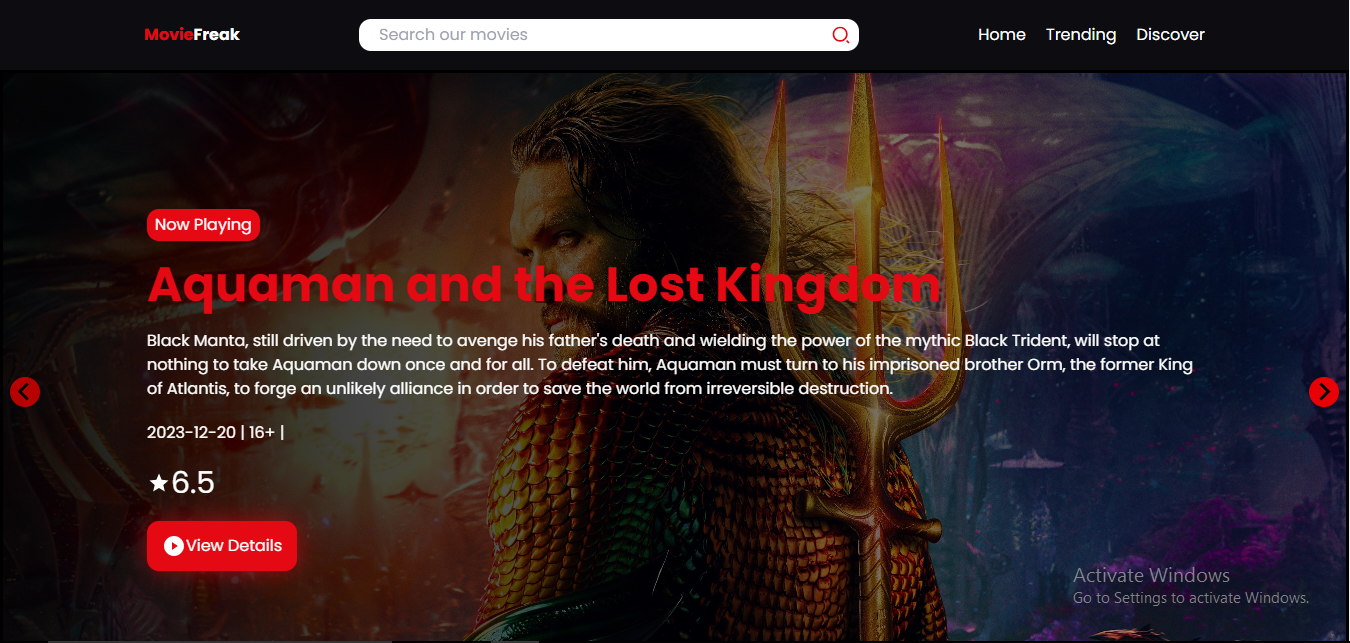 MovieFreak
Search our movies
Home Trending Discover
Now Playing
Aquaman and the Lost Kingdom
Black Manta, still driven by the need to avenge his father's death and wielding the power of the mythic Black Trident, will stop at
nothing to take Aquaman down once and for all. To defeat him, Aquaman must turn to his imprisoned brother Orm, the former King
of Atlantis, to forge an unlikely alliance in order to save the world from irreversible destruction.
2023-12-20 | 16+ |
6.5
View Details
Activate Windows
Go to Settings to activate Windows.